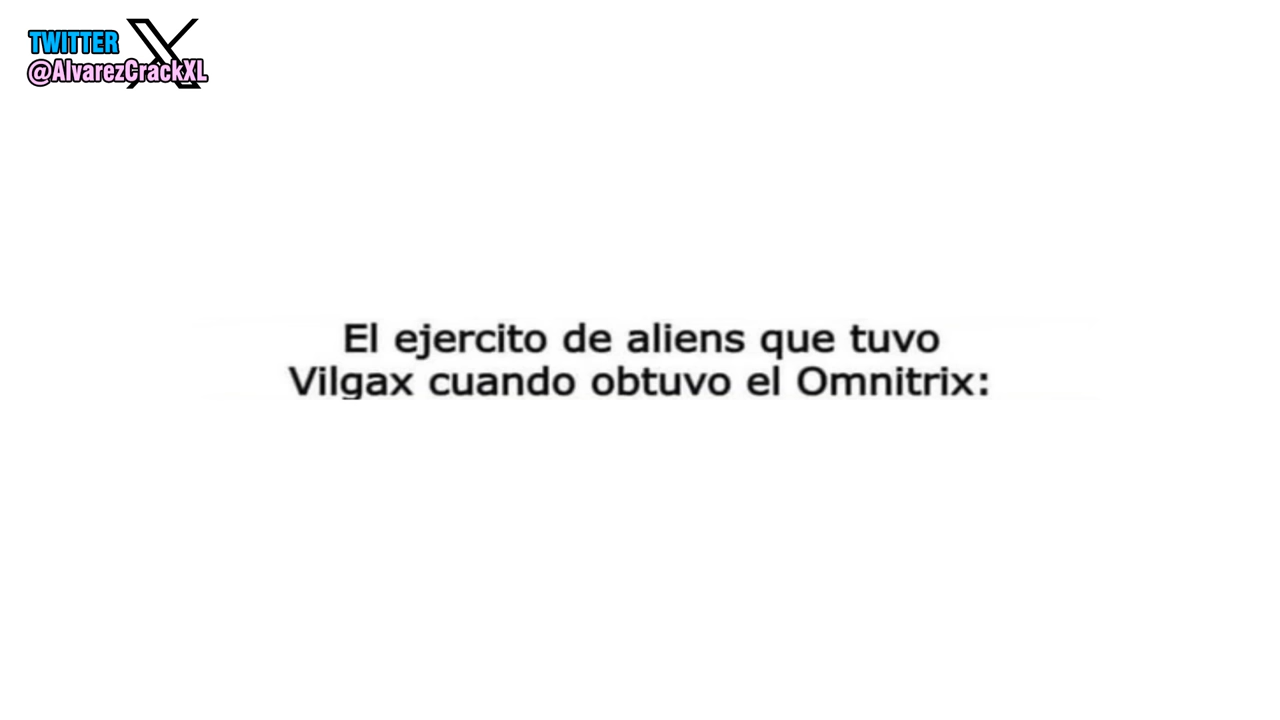 TWITTER
@AlvarezCrackXL
El ejercito de aliens que tuvo
Vilgax cuando obtuvo el Omnitrix: